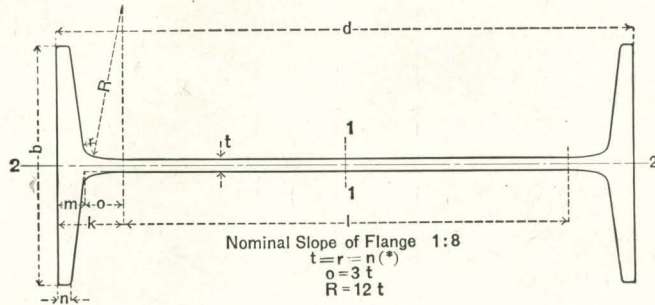 d
R
r
t
1
b
2
2
m
o
1
k
l
Nominal Slope of Flange 1:8
t=r=n(*)
o=3 t
R=12 t
n